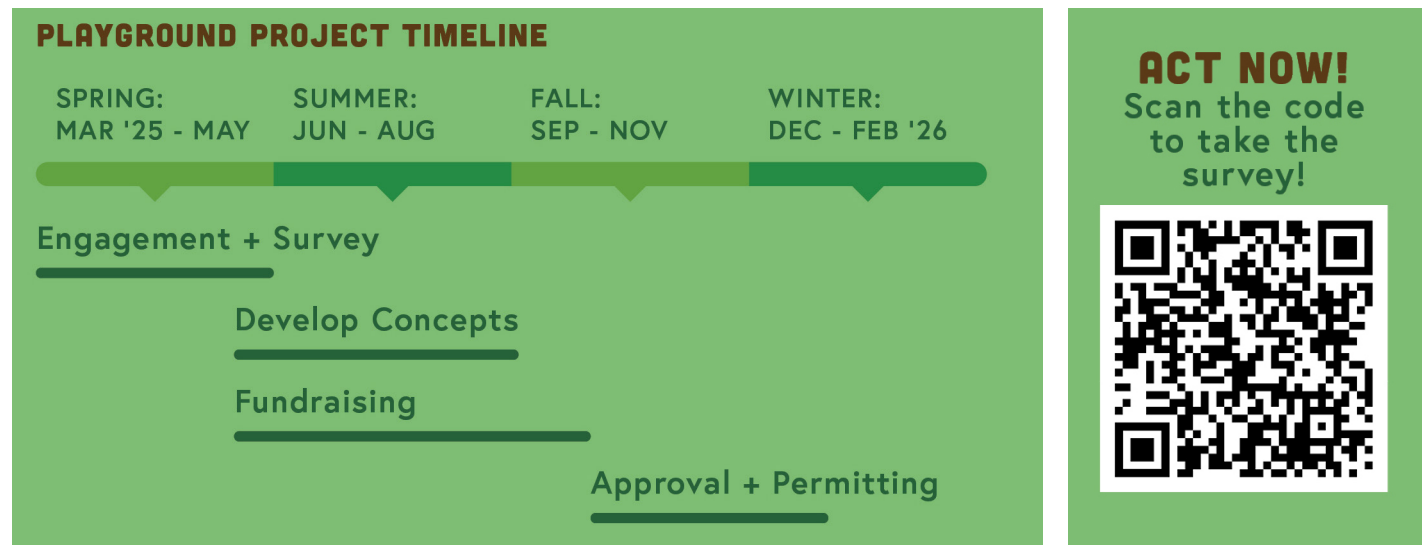 PLAYGROUND PROJECT TIMELINE
SPRING:
MAR '25 - MAY
SUMMER:
JUN - AUG
FALL:
SEP - NOV
WINTER:
DEC - FEB '26
Engagement + Survey
Develop Concepts
Fundraising
Approval + Permitting
ACT NOW!
Scan the code
to take the
survey!